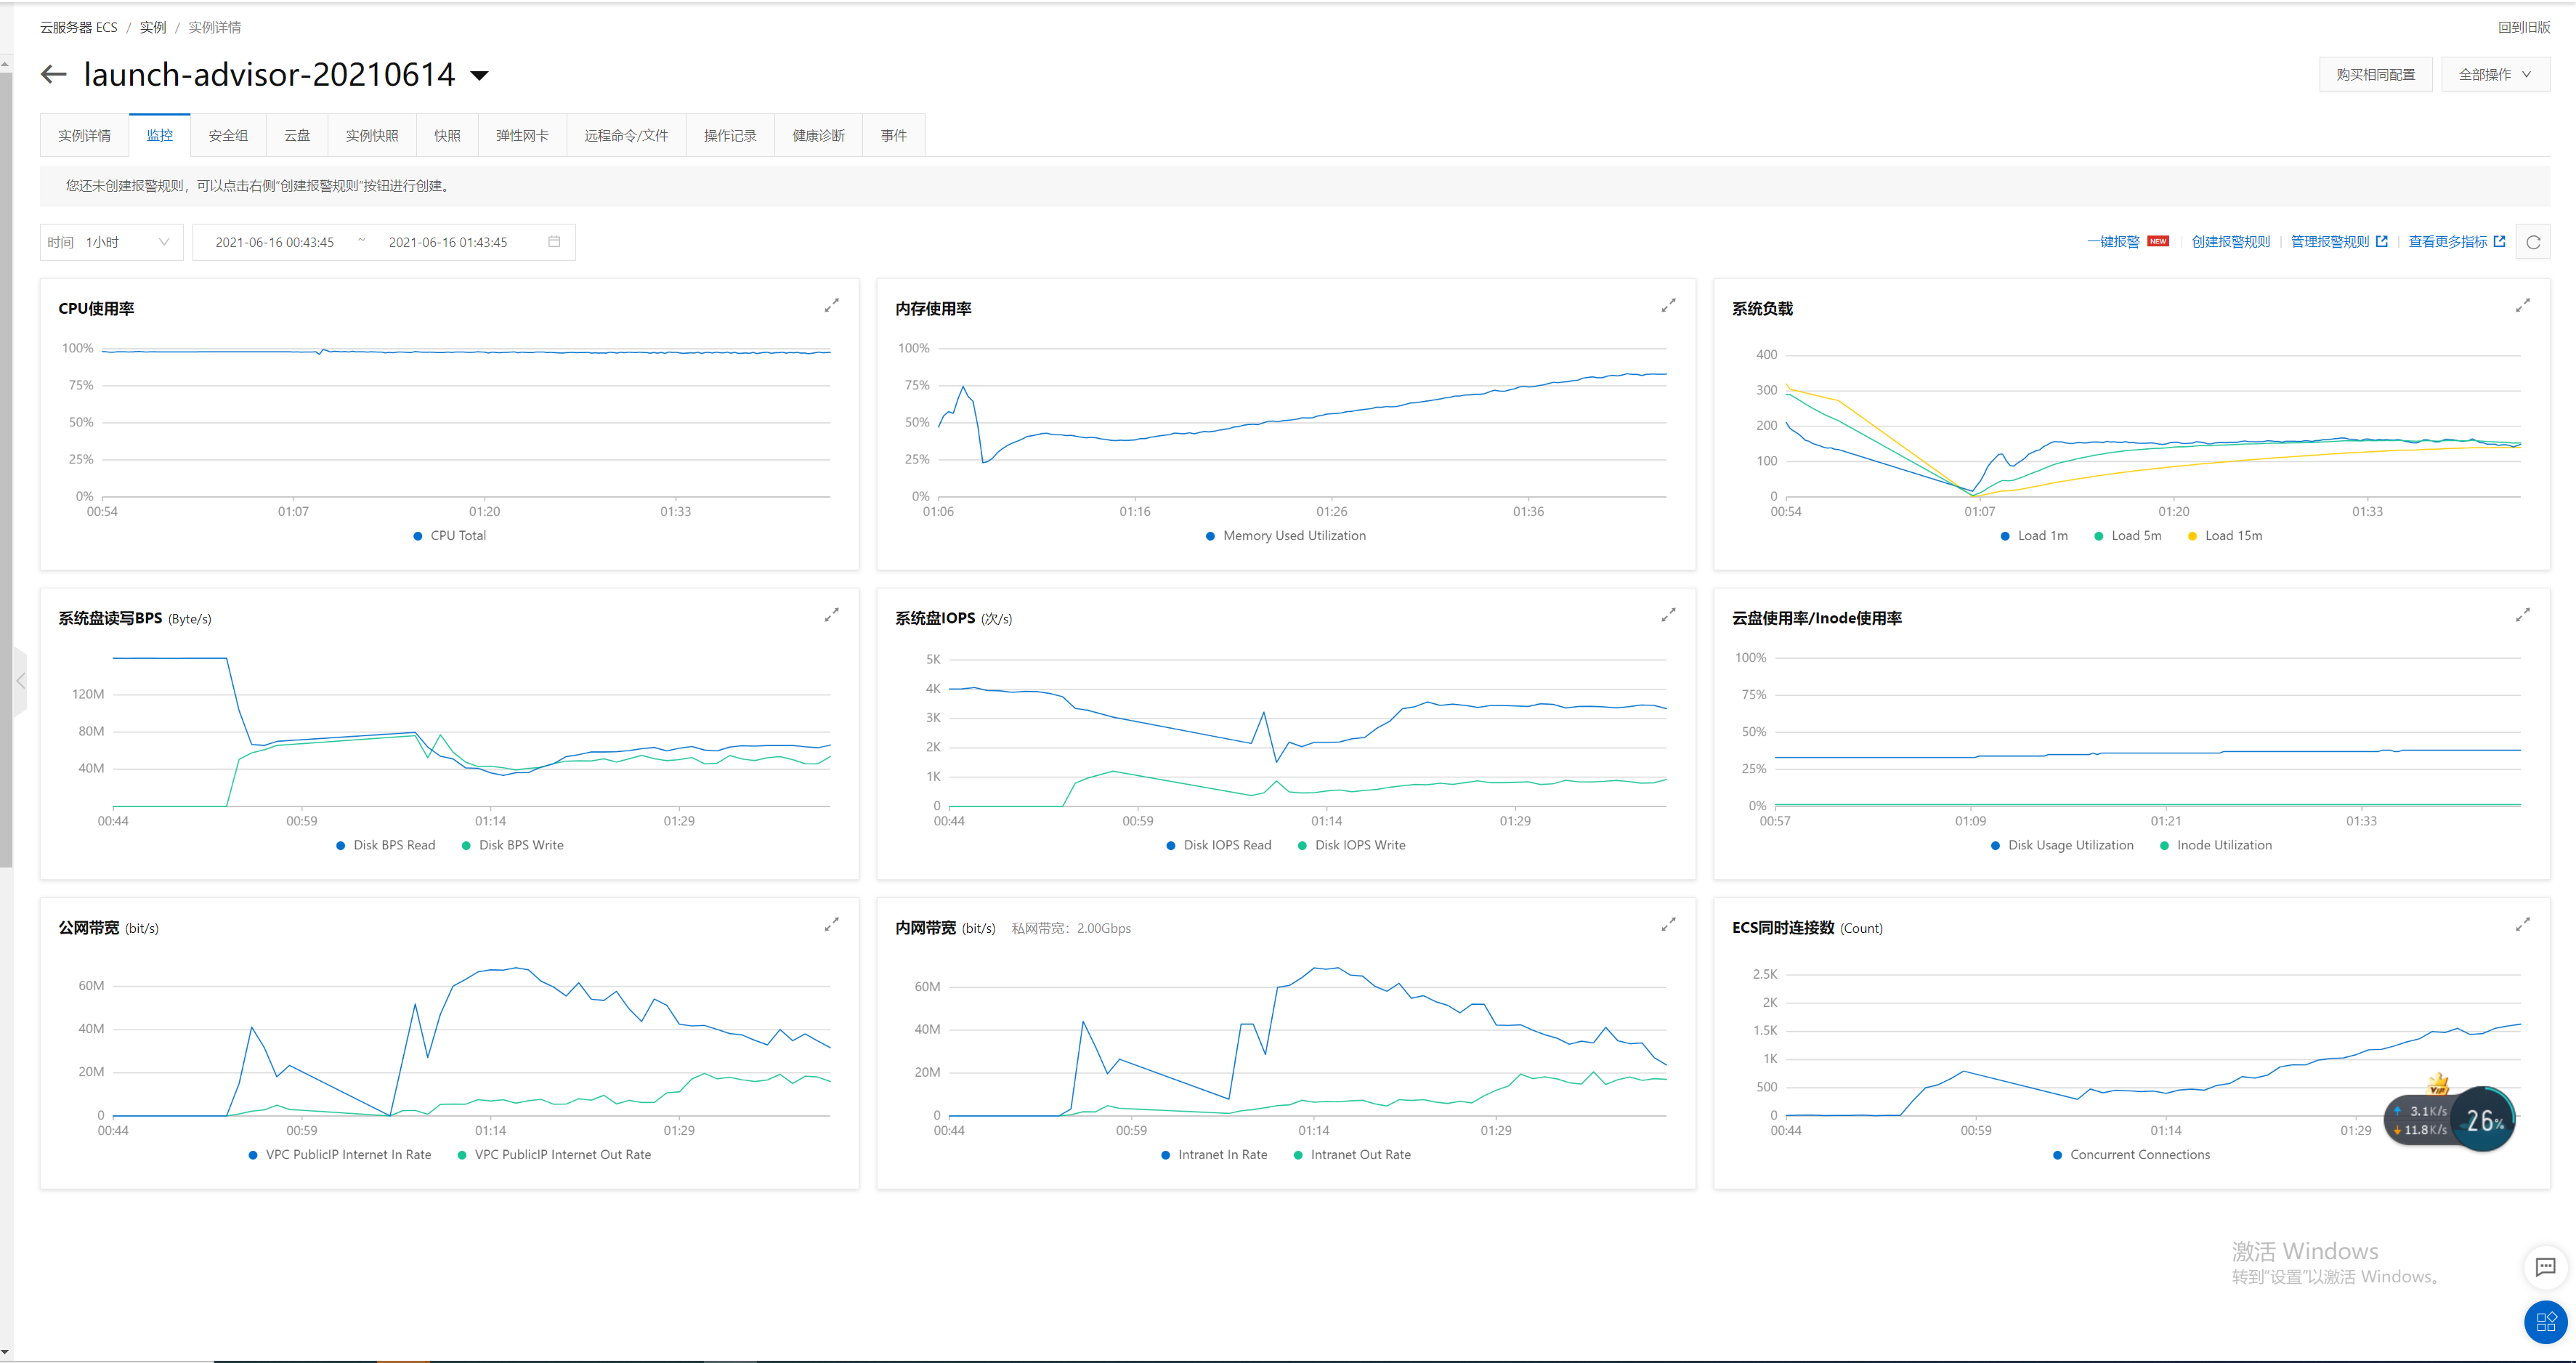 云服务器 ECS / 实例 / 实例详情
回到旧版
launch-advisor-20210614
购买相同配置
全部操作
实例详情 监控 安全组 云盘 实例快照 快照 弹性网卡 远程命令/文件 操作记录 健康诊断 事件
您还未创建报警规则，可以点击右侧“创建报警规则”按钮进行创建。
时间 1小时
2021-06-16 00:43:45 ~ 2021-06-16 01:43:45
一键报警 NEW 创建报警规则 管理报警规则 查看更多指标
CPU使用率
100%
75%
50%
25%
0%
00:54 01:07 01:20 01:33
CPU Total
内存使用率
100%
75%
50%
25%
0%
01:06 01:16 01:26 01:36
Memory Used Utilization
系统负载
400
300
200
100
0
00:54 01:07 01:20 01:33
Load 1m Load 5m Load 15m
系统盘读写BPS (Byte/s)
120M
80M
40M
00:44 00:59 01:14 01:29
Disk BPS Read Disk BPS Write
系统盘IOPS (次/s)
5K
4K
3K
2K
1K
0
00:44 00:59 01:14 01:29
Disk IOPS Read Disk IOPS Write
云盘使用率/Inode使用率
100%
75%
50%
25%
0%
00:57 01:09 01:21 01:33
Disk Usage Utilization Inode Utilization
公网带宽 (bit/s)
60M
40M
20M
0
00:44 00:59 01:14 01:29
VPC PublicIP Internet In Rate VPC PublicIP Internet Out Rate
内网带宽 (bit/s) 私网带宽：2.00Gbps
60M
40M
20M
0
00:44 00:59 01:14 01:29
Intranet In Rate Intranet Out Rate
ECS同时连接数 (Count)
2.5K
2K
1.5K
1K
500
0
00:44 00:59 01:14 01:29
Concurrent Connections
VIP
3.1K/s
11.8K/s
26%
激活 Windows
转到“设置”以激活 Windows。